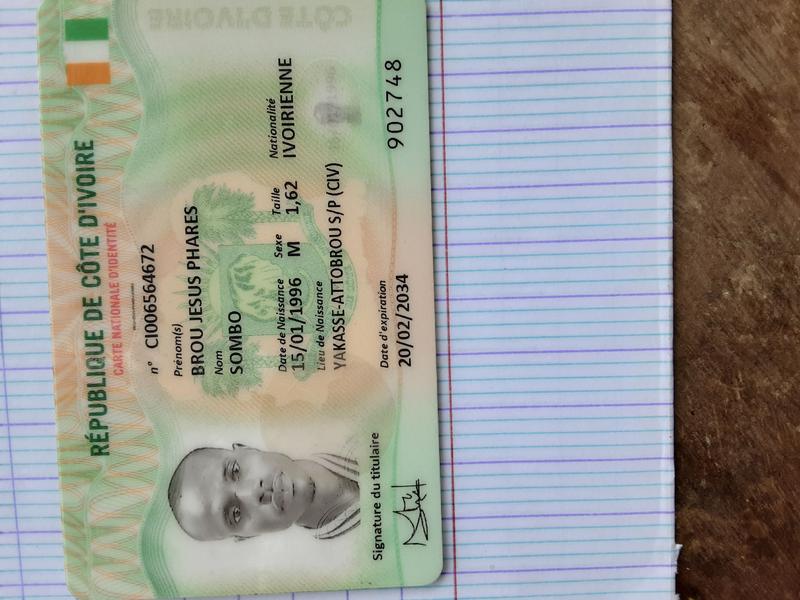 CÔTE D'IVOIRE
RÉPUBLIQUE DE CÔTE D'IVOIRE
CARTE NATIONALE D'IDENTITÉ
n° CI006564672
Prénom(s)
BROU JESUS PHARES
Nom
SOMBO
Date de Naissance Sexe Taille Nationalité
15/01/1996 M 1,62 IVOIRIENNE
Lieu de Naissance
YAKASSE-ATTOBROU S/P (CIV)
Signature du titulaire Date d'expiration
20/02/2034 902748